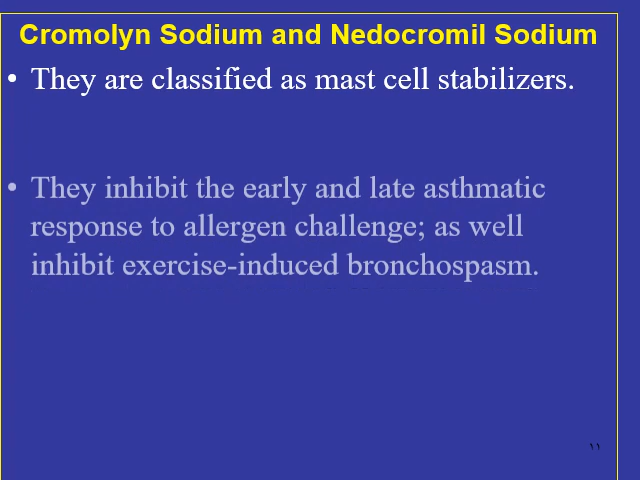 Cromolyn Sodium and Nedocromil Sodium
• They are classified as mast cell stabilizers.
• They inhibit the early and late asthmatic
response to allergen challenge; as well
inhibit exercise-induced bronchospasm.
١١